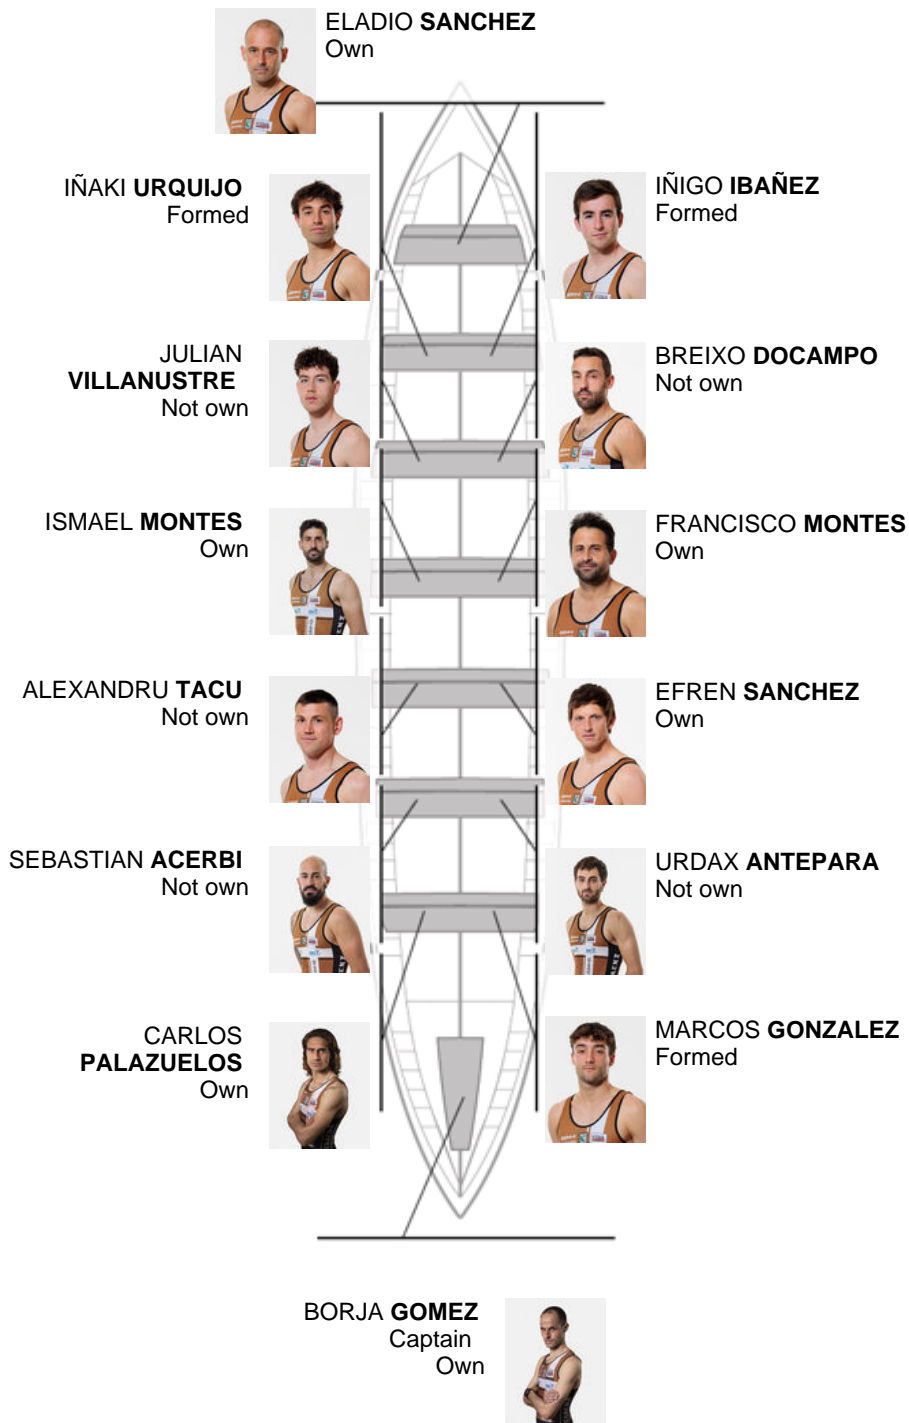 ELADIO SANCHEZ
Own
IÑAKI URQUIJO
Formed
IÑIGO IBAÑEZ
Formed
JULIAN
VILLANUSTRE
Not own
BREIXO DOCAMPO
Not own
ISMAEL MONTES
Own
FRANCISCO MONTES
Own
ALEXANDRU TACU
Not own
EFREN SANCHEZ
Own
SEBASTIAN ACERBI
Not own
URDAX ANTEPARA
Not own
CARLOS
PALAZUELOS
Own
MARCOS GONZALEZ
Formed
BORJA GOMEZ
Captain
Own